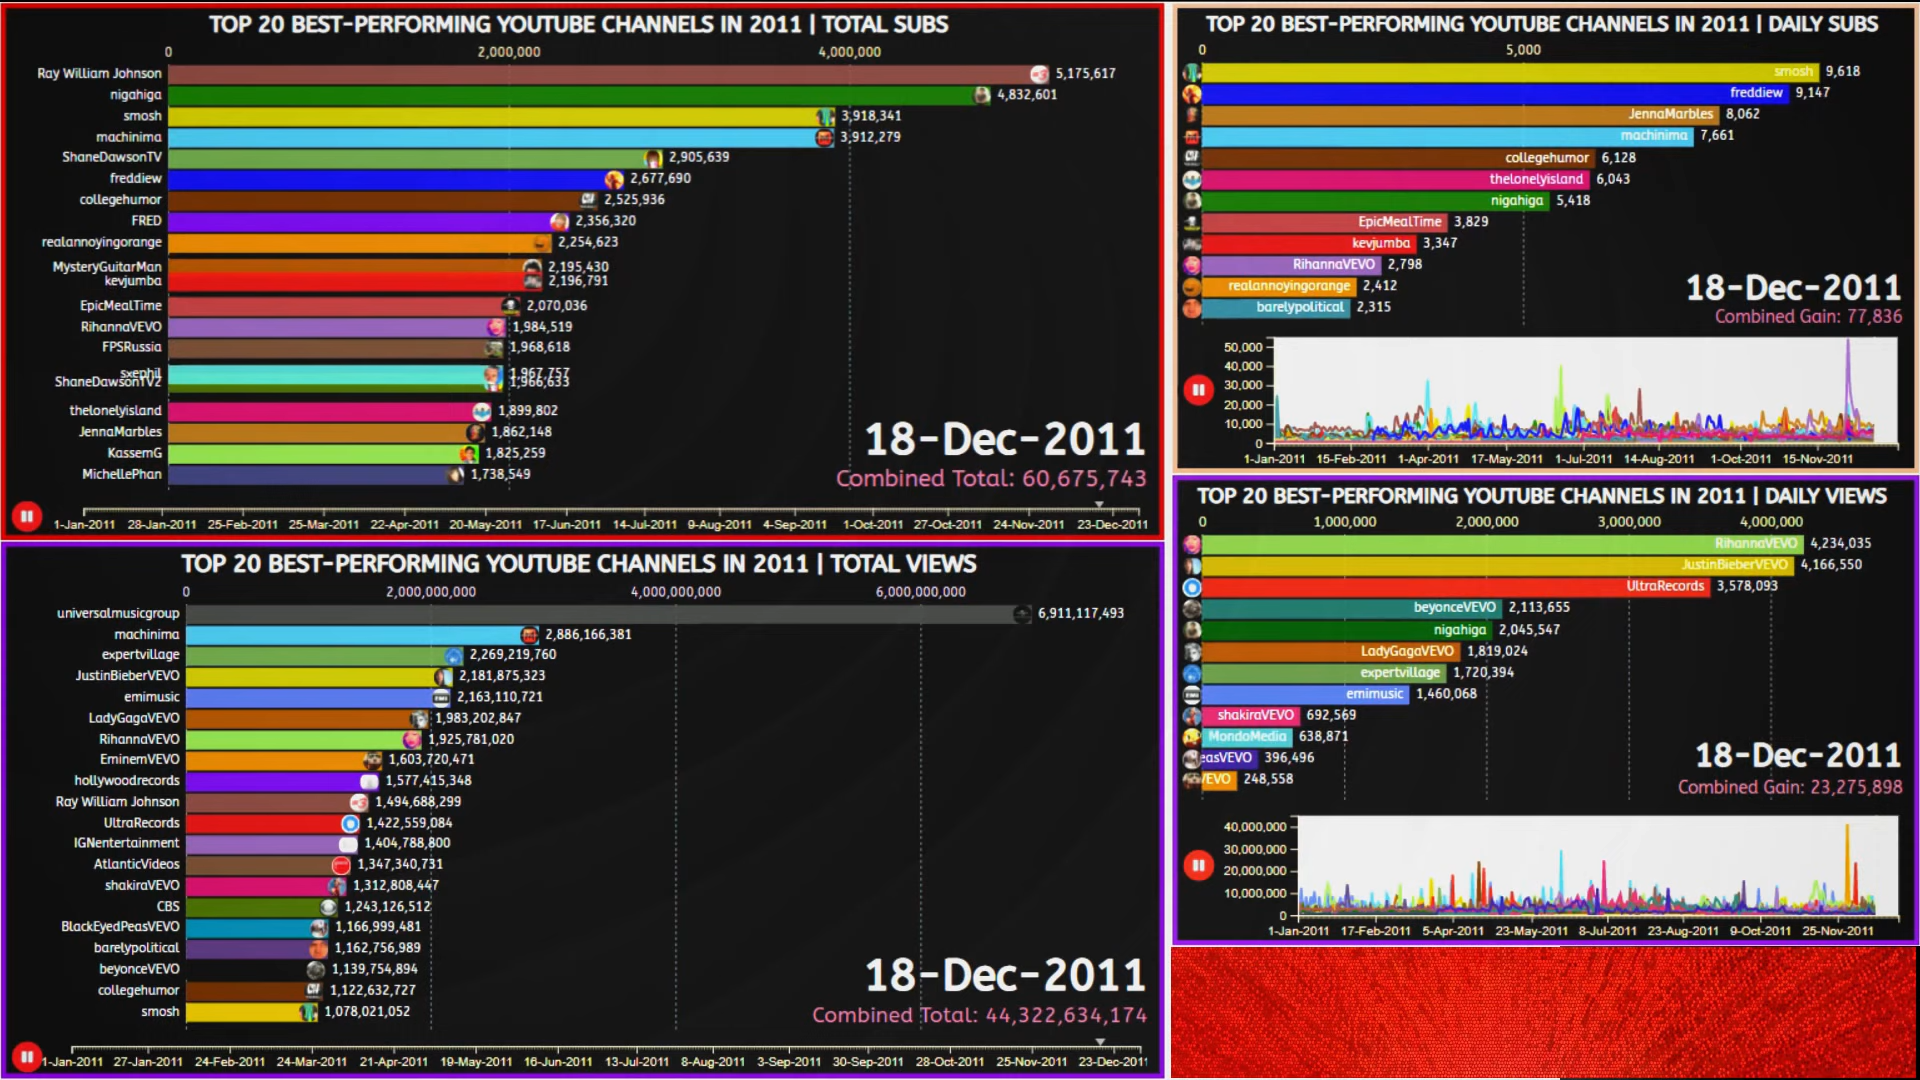 TOP 20 BEST-PERFORMING YOUTUBE CHANNELS IN 2011 | TOTAL SUBS
0 2,000,000 4,000,000
Ray William Johnson 5,175,617
nigahiga 4,832,601
smosh 3,918,341
machinima 3,912,279
ShaneDawsonTV 2,905,639
freddiew 2,677,690
collegehumor 2,525,936
FRED 2,356,320
realannoyingorange 2,254,623
MysteryGuitarMan 2,195,430
kevjumba 2,196,791
EpicMealTime 2,070,036
RihannaVEVO 1,984,519
FPSRussia 1,968,618
sxephil 1,967,757
ShaneDawsonTV2 1,966,633
thelonelyisland 1,899,802
JennaMarbles 1,862,148
KassemG 1,825,259
MichellePhan 1,738,549
18-Dec-2011
Combined Total: 60,675,743
1-Jan-2011 28-Jan-2011 25-Feb-2011 25-Mar-2011 22-Apr-2011 20-May-2011 17-Jun-2011 14-Jul-2011 9-Aug-2011 4-Sep-2011 1-Oct-2011 27-Oct-2011 24-Nov-2011 23-Dec-2011
TOP 20 BEST-PERFORMING YOUTUBE CHANNELS IN 2011 | DAILY SUBS
0 5,000
smosh 9,618
freddiew 9,147
JennaMarbles 8,062
machinima 7,661
collegehumor 6,128
thelonelyisland 6,043
nigahiga 5,418
EpicMealTime 3,829
kevjumba 3,347
RihannaVEVO 2,798
realannoyingorange 2,412
barelypolitical 2,315
18-Dec-2011
Combined Gain: 77,836
50,000
40,000
30,000
20,000
10,000
0
1-Jan-2011 15-Feb-2011 1-Apr-2011 17-May-2011 1-Jul-2011 14-Aug-2011 1-Oct-2011 15-Nov-2011
TOP 20 BEST-PERFORMING YOUTUBE CHANNELS IN 2011 | TOTAL VIEWS
0 2,000,000,000 4,000,000,000 6,000,000,000
universalmusicgroup 6,911,117,493
machinima 2,886,166,381
expertvillage 2,269,219,760
JustinBieberVEVO 2,181,875,323
emimusic 2,163,110,721
LadyGagaVEVO 1,983,202,847
RihannaVEVO 1,925,781,020
EminemVEVO 1,603,720,471
hollywoodrecords 1,577,415,348
Ray William Johnson 1,494,688,299
UltraRecords 1,422,559,084
IGNentertainment 1,404,788,800
AtlanticVideos 1,347,340,731
shakiraVEVO 1,312,808,447
CBS 1,243,126,512
BlackEyedPeasVEVO 1,166,999,481
barelypolitical 1,162,756,989
beyonceVEVO 1,139,754,894
collegehumor 1,122,632,727
smosh 1,078,021,052
18-Dec-2011
Combined Total: 44,322,634,174
1-Jan-2011 27-Jan-2011 24-Feb-2011 24-Mar-2011 21-Apr-2011 19-May-2011 16-Jun-2011 13-Jul-2011 8-Aug-2011 3-Sep-2011 30-Sep-2011 28-Oct-2011 25-Nov-2011 23-Dec-2011
TOP 20 BEST-PERFORMING YOUTUBE CHANNELS IN 2011 | DAILY VIEWS
0 1,000,000 2,000,000 3,000,000 4,000,000
RihannaVEVO 4,234,035
JustinBieberVEVO 4,166,550
UltraRecords 3,578,093
beyonceVEVO 2,113,655
nigahiga 2,045,547
LadyGagaVEVO 1,819,024
expertvillage 1,720,394
emimusic 1,460,068
shakiraVEVO 692,569
MondoMedia 638,871
easVEVO 396,496
VEVO 248,558
18-Dec-2011
Combined Gain: 23,275,898
40,000,000
30,000,000
20,000,000
10,000,000
0
1-Jan-2011 17-Feb-2011 5-Apr-2011 23-May-2011 8-Jul-2011 23-Aug-2011 9-Oct-2011 25-Nov-2011